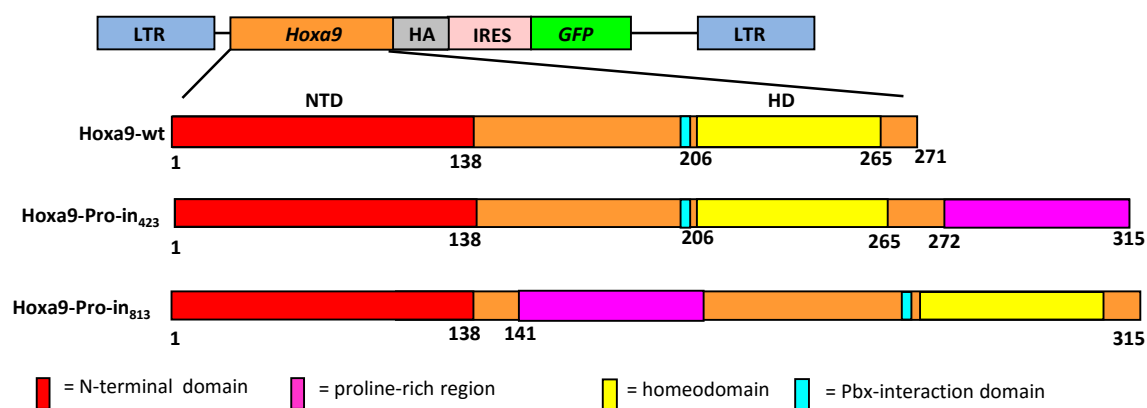 LTR Hoxa9 HA IRES GFP LTR
NTD HD
Hoxa9-wt
1 138 206 265 271
Hoxa9-Pro-in₄₂₃
1 138 206 265 272 315
Hoxa9-Pro-in₈₁₃
1 138 141 315
= N-terminal domain = proline-rich region = homeodomain = Pbx-interaction domain